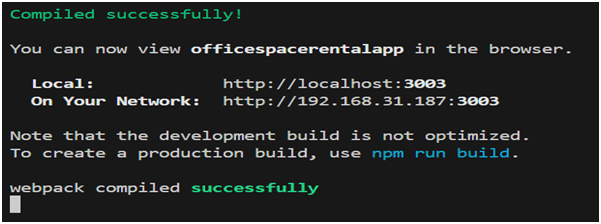 Compiled successfully!
You can now view officespacerentalapp in the browser.
Local: http://localhost:3003
On Your Network: http://192.168.31.187:3003
Note that the development build is not optimized.
To create a production build, use npm run build.
webpack compiled successfully